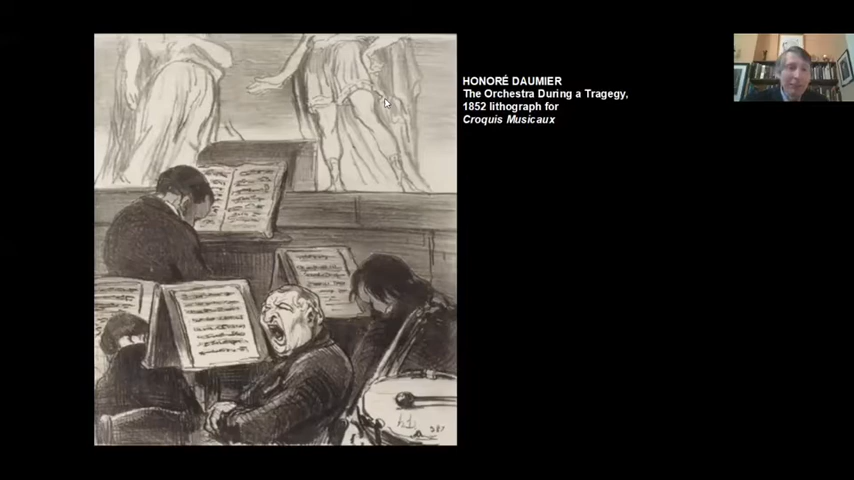 HONORÉ DAUMIER
The Orchestra During a Tragegy,
1852 lithograph for
Croquis Musicaux